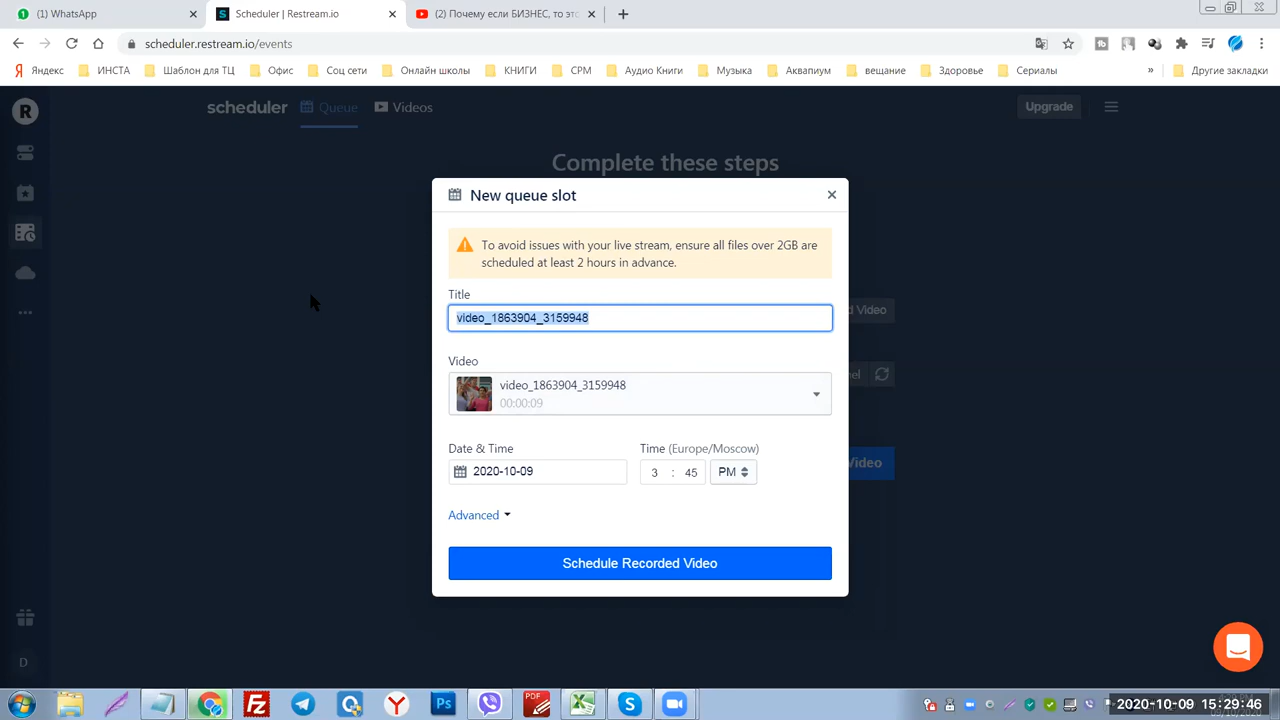 (1) WhatsApp
Scheduler | Restream.io
(2) Почему если БИЗНЕС, то это
scheduler.restream.io/events
Яндекс
ИНСТА
Шаблон для ТЦ
Офис
Соц сети
Онлайн школы
КНИГИ
СРМ
Аудио Книги
Музыка
Аквапиум
вещание
Здоровье
Сериалы
»
Другие закладки
R
scheduler
Queue
Videos
Upgrade
Complete these steps
New queue slot
To avoid issues with your live stream, ensure all files over 2GB are
scheduled at least 2 hours in advance.
Title
d Video
video_1863904_3159948
Video
nel
video_1863904_3159948
00:00:09
Date & Time
Time (Europe/Moscow)
Video
2020-10-09
3 : 45
PM
Advanced
Schedule Recorded Video
D
2020-10-09 15:29:46